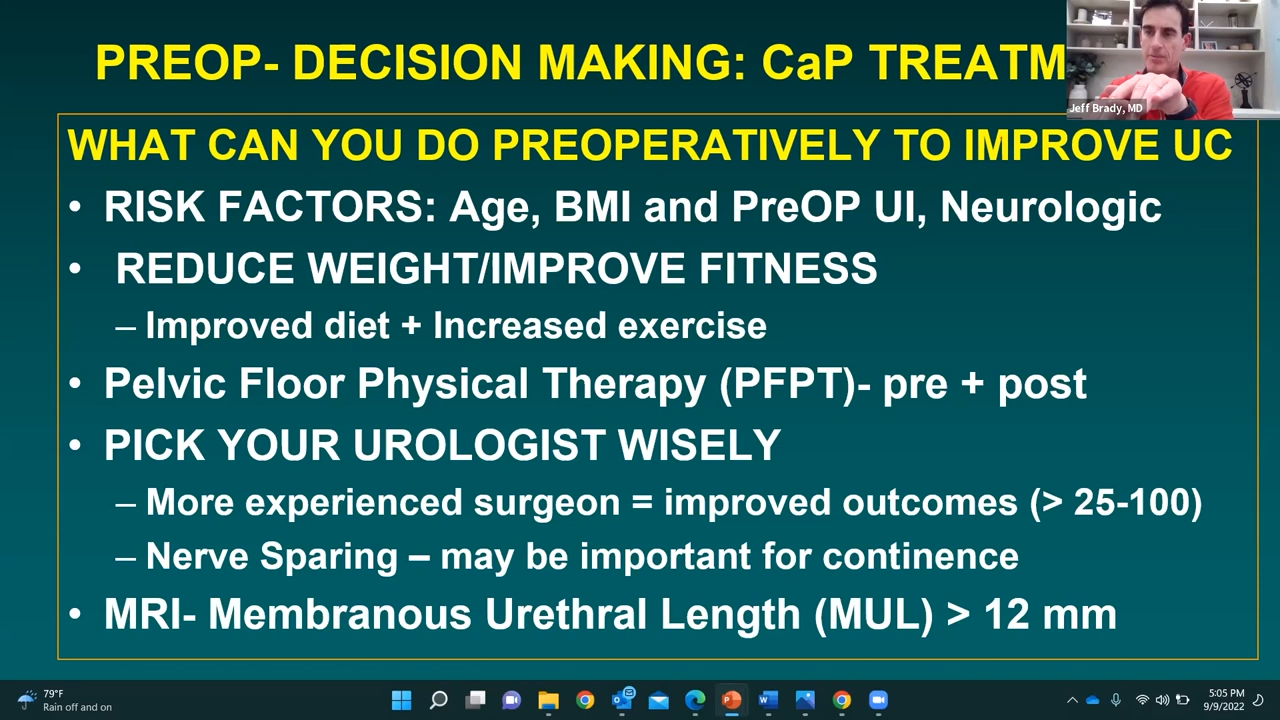 PREOP- DECISION MAKING: CaP TREATM
Jeff Brady, MD
WHAT CAN YOU DO PREOPERATIVELY TO IMPROVE UC
• RISK FACTORS: Age, BMI and PreOP UI, Neurologic
• REDUCE WEIGHT/IMPROVE FITNESS
– Improved diet + Increased exercise
• Pelvic Floor Physical Therapy (PFPT)- pre + post
• PICK YOUR UROLOGIST WISELY
– More experienced surgeon = improved outcomes (> 25-100)
– Nerve Sparing – may be important for continence
• MRI- Membranous Urethral Length (MUL) > 12 mm
79°F
Rain off and on
5:05 PM
9/9/2022